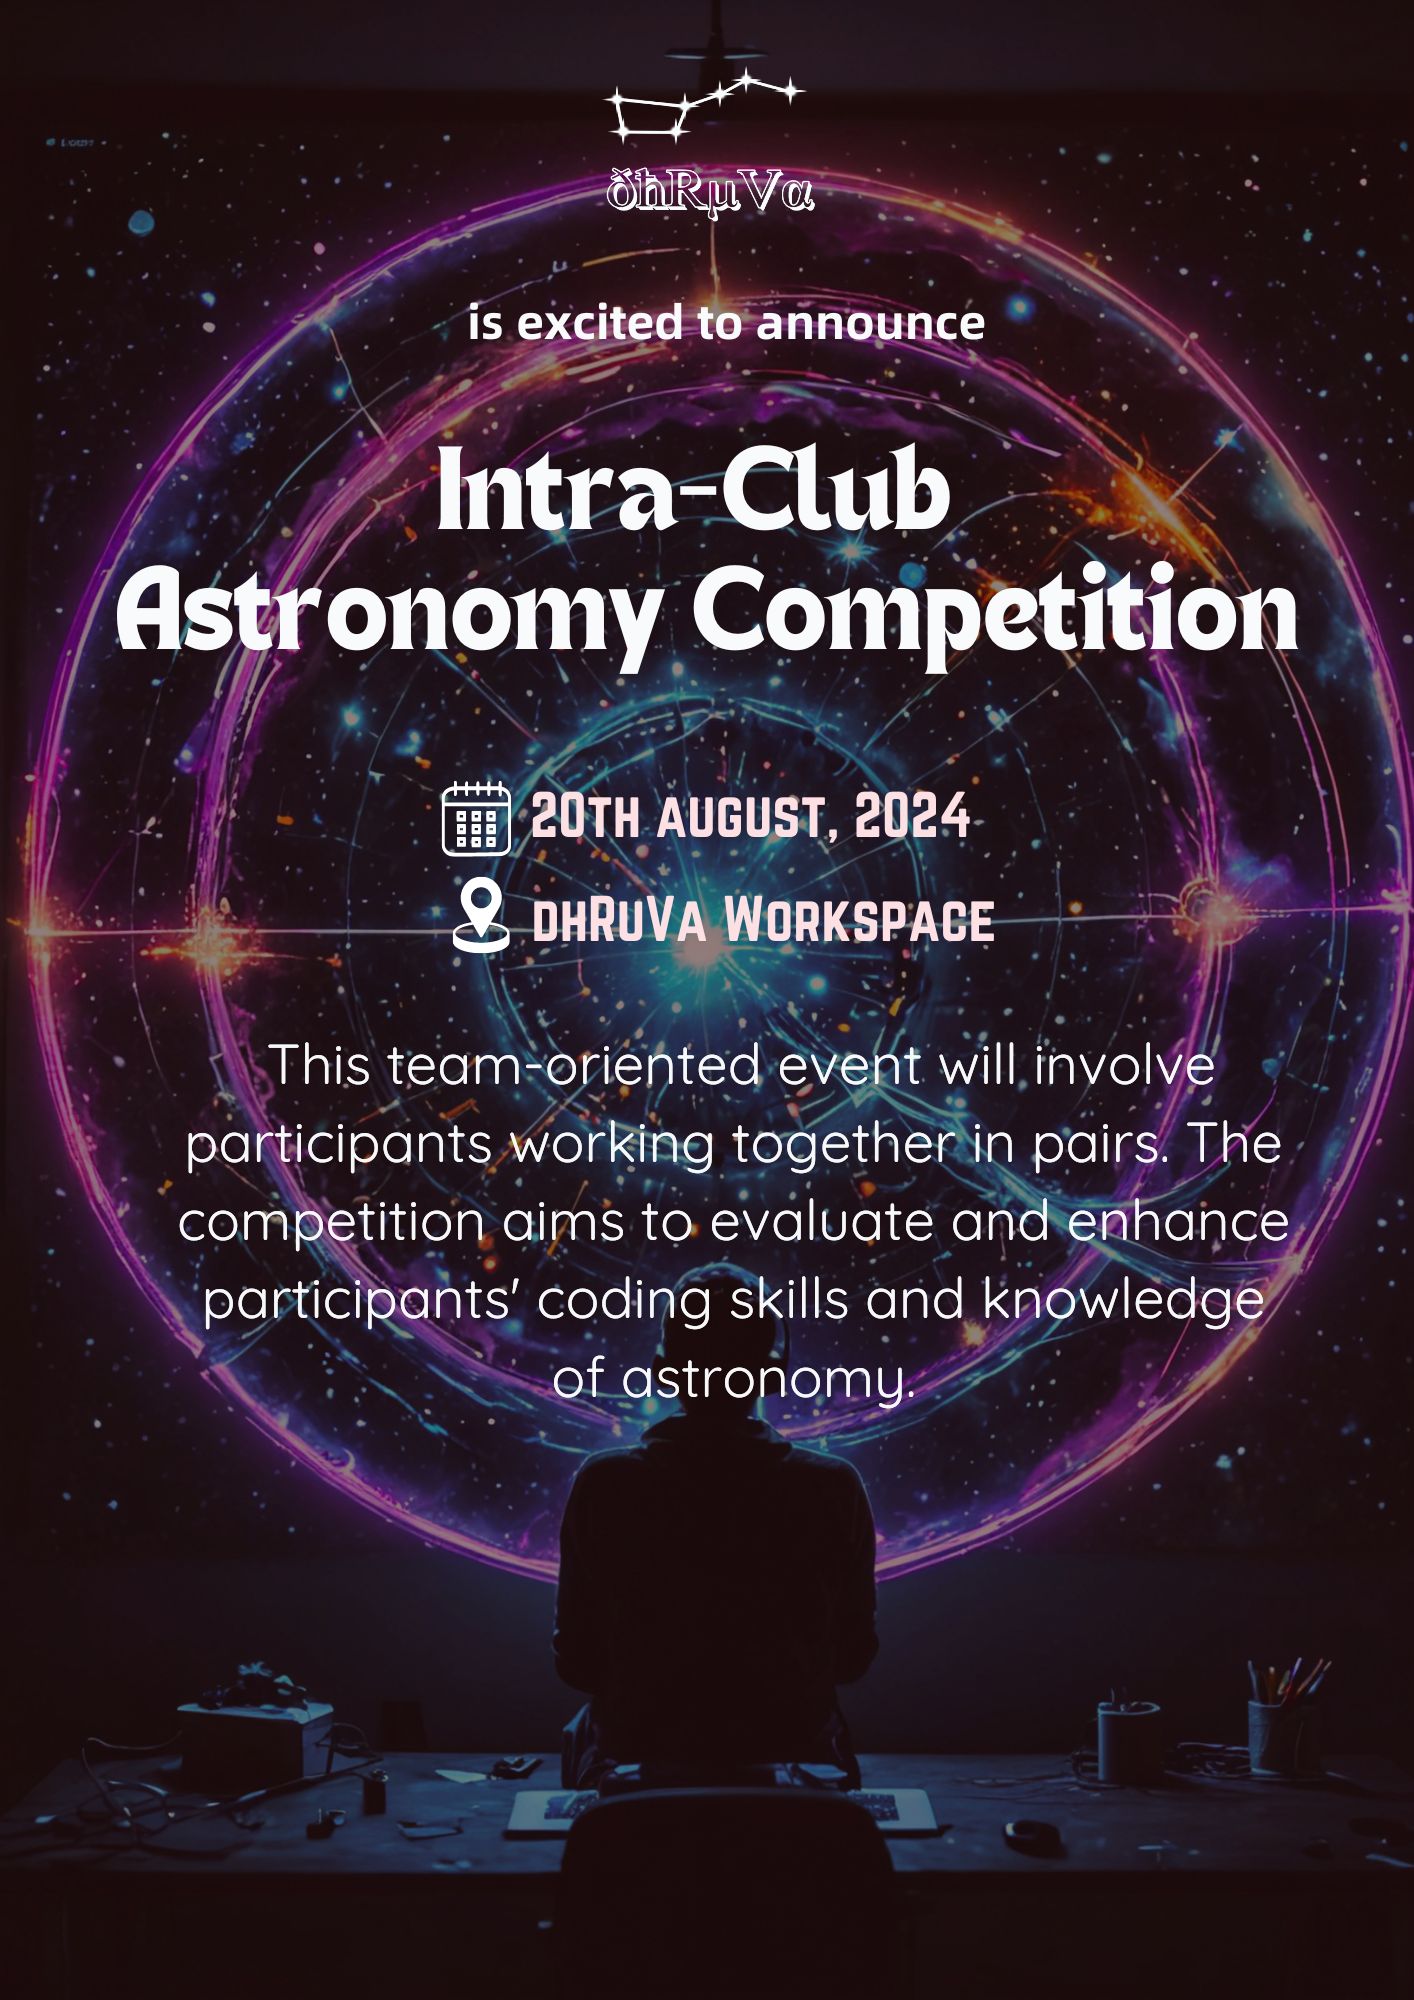 ðħRμVα
is excited to announce
Intra-Club
Astronomy Competition
20th august, 2024
dhRuVa Workspace
This team-oriented event will involve
participants working together in pairs. The
competition aims to evaluate and enhance
participants' coding skills and knowledge
of astronomy.